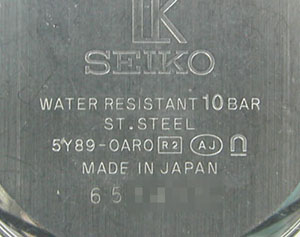 SEIKO
WATER RESISTANT 10 BAR
ST. STEEL
5Y89-0AR0 R2 AJ
MADE IN JAPAN
65